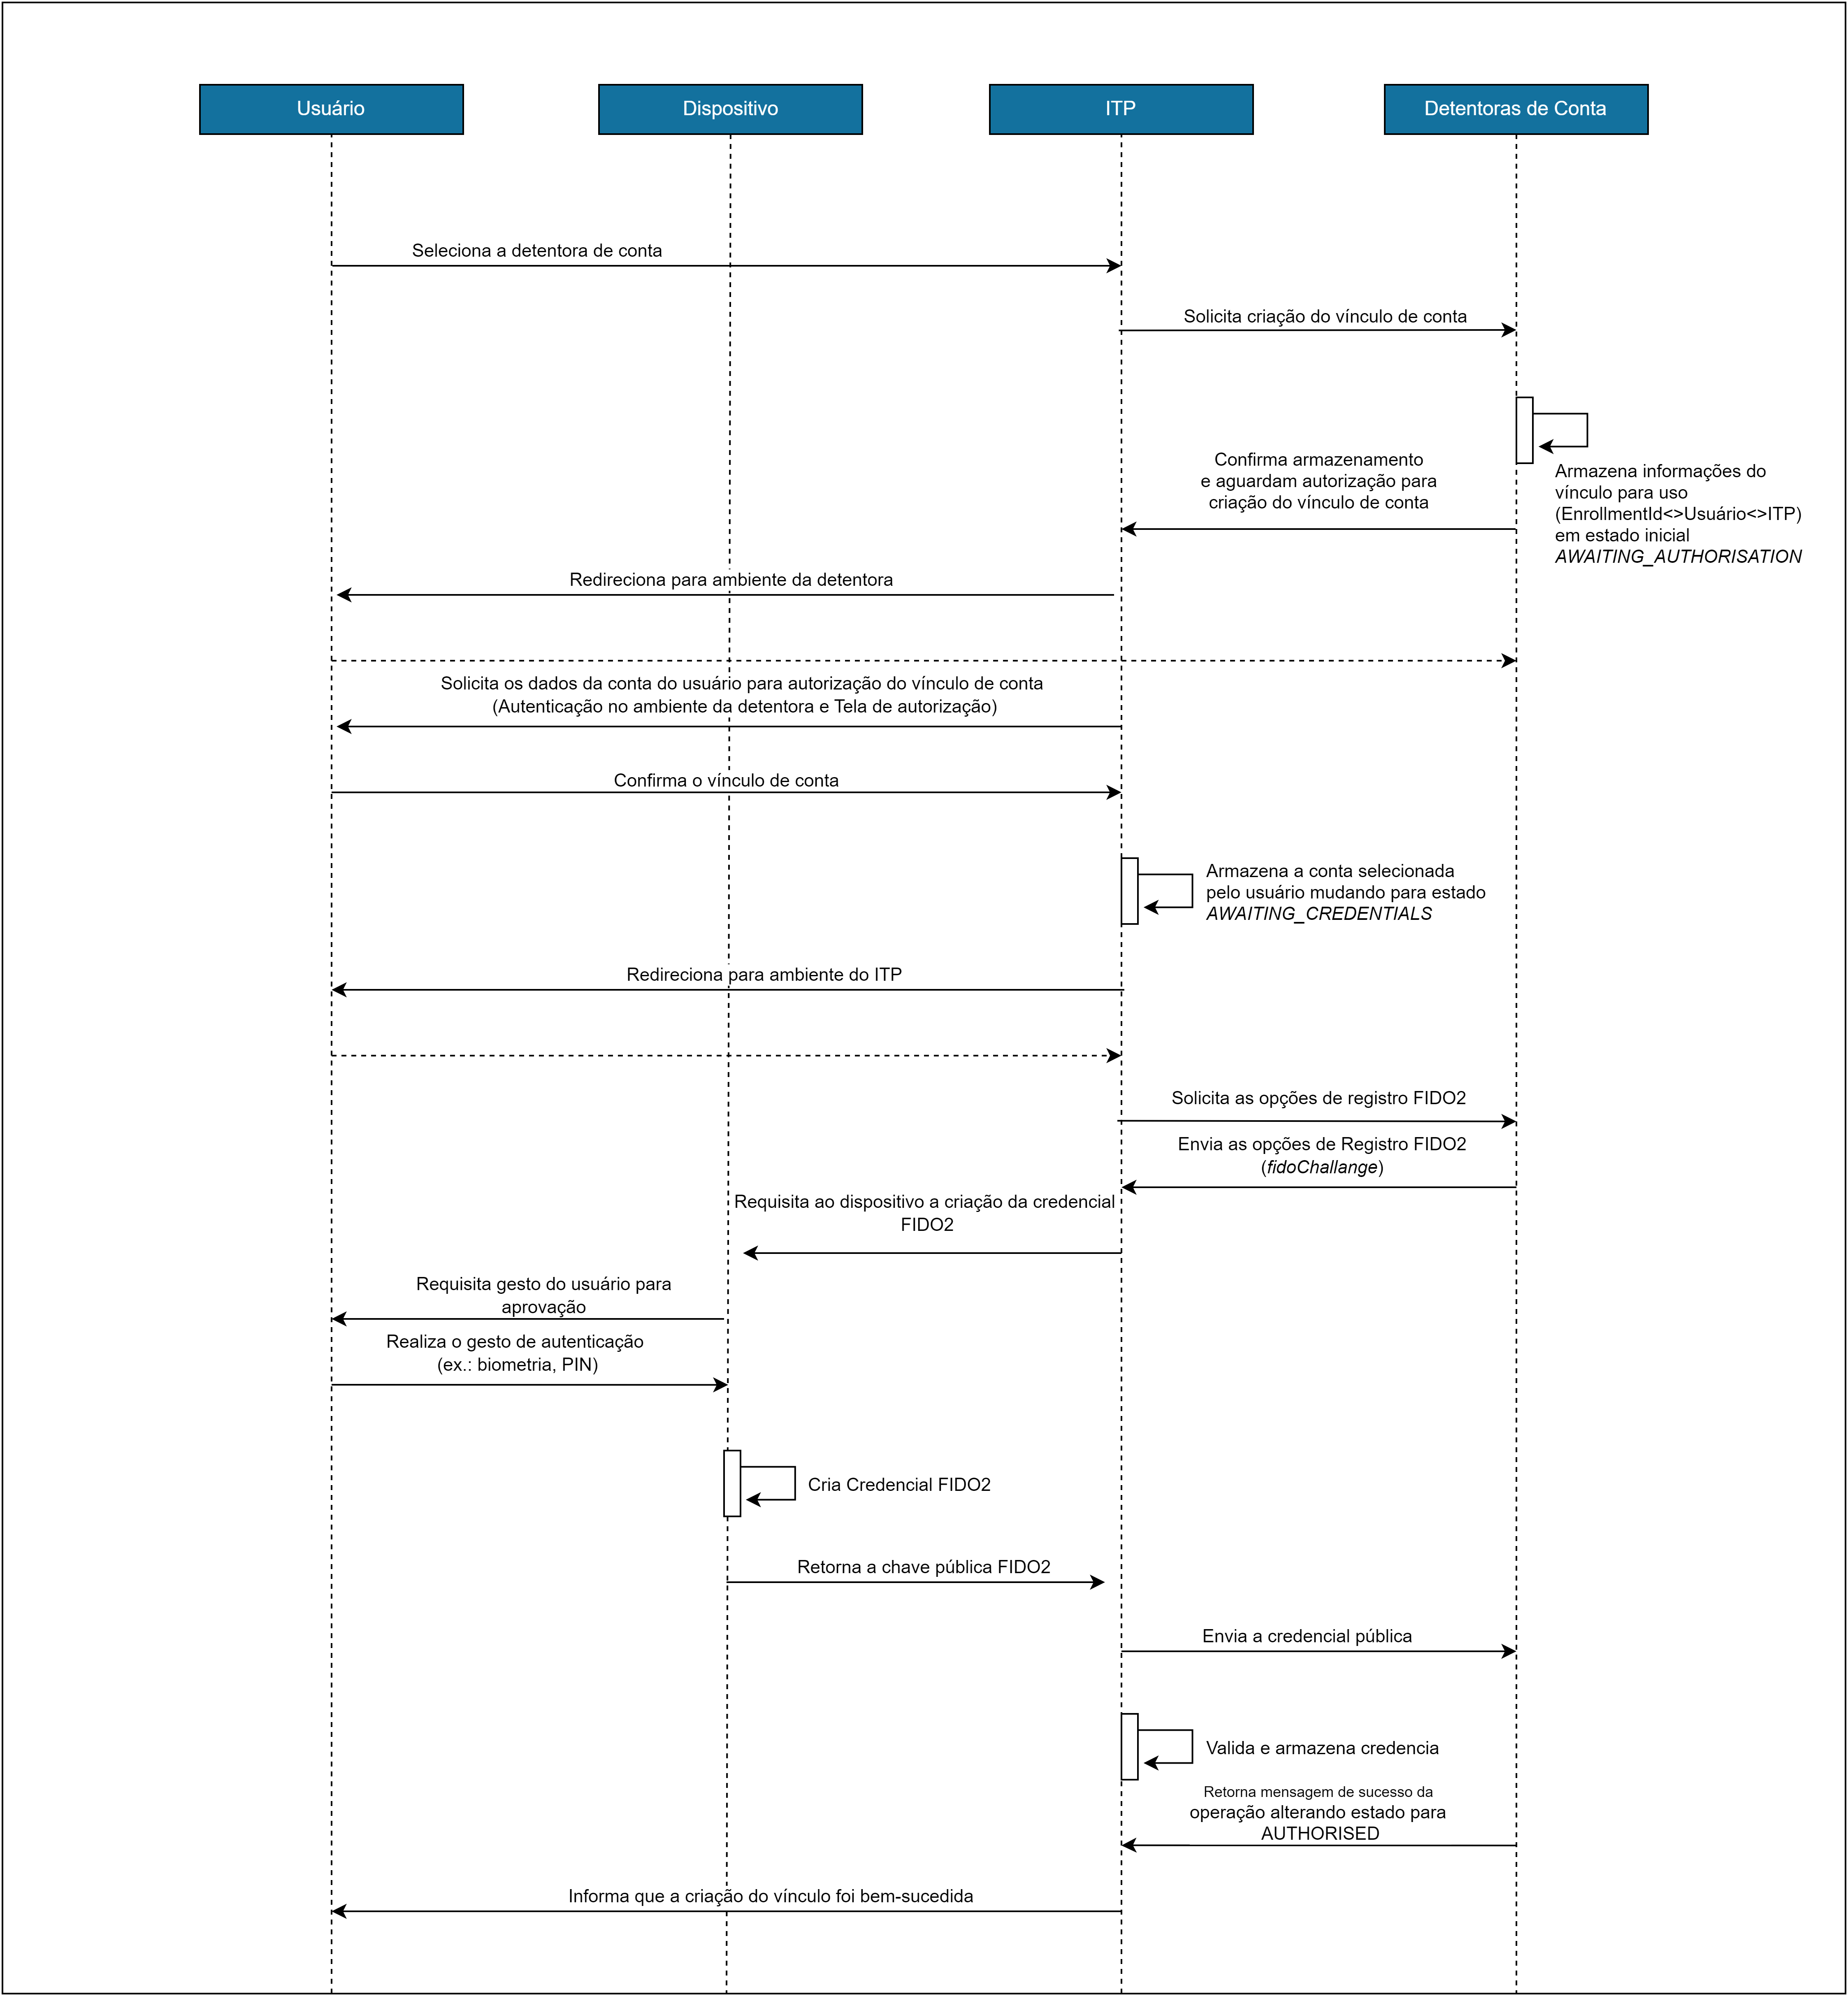 Usuário
Dispositivo
ITP
Detentoras de Conta
Seleciona a detentora de conta
Solicita criação do vínculo de conta
Confirma armazenamento
e aguardam autorização para
criação do vínculo de conta
Armazena informações do
vínculo para uso
(EnrollmentId<>Usuário<>ITP)
em estado inicial
AWAITING_AUTHORISATION
Redireciona para ambiente da detentora
Solicita os dados da conta do usuário para autorização do vínculo de conta
(Autenticação no ambiente da detentora e Tela de autorização)
Confirma o vínculo de conta
Armazena a conta selecionada
pelo usuário mudando para estado
AWAITING_CREDENTIALS
Redireciona para ambiente do ITP
Solicita as opções de registro FIDO2
Envia as opções de Registro FIDO2
(fidoChallange)
Requisita ao dispositivo a criação da credencial
FIDO2
Requisita gesto do usuário para
aprovação
Realiza o gesto de autenticação
(ex.: biometria, PIN)
Cria Credencial FIDO2
Retorna a chave pública FIDO2
Envia a credencial pública
Valida e armazena credencia
Retorna mensagem de sucesso da
operação alterando estado para
AUTHORISED
Informa que a criação do vínculo foi bem-sucedida